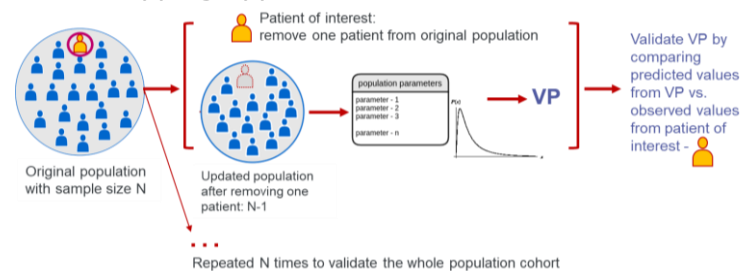 Patient of interest:
remove one patient from original population
Original population
with sample size N
Updated population
after removing one
patient: N-1
population parameters
parameter - 1
parameter - 2
parameter - 3
parameter - n
VP
Validate VP by
comparing
predicted values
from VP vs.
observed values
from patient of
interest -
...
Repeated N times to validate the whole population cohort